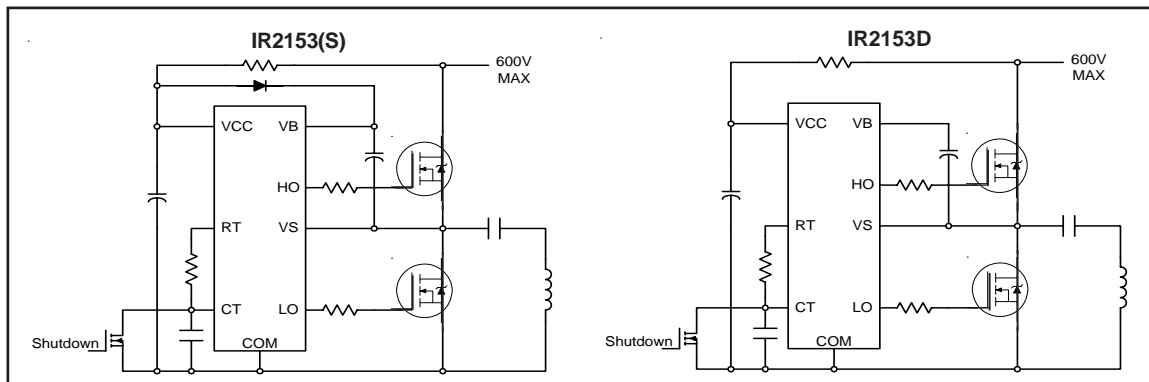 IR2153(S)
600V
MAX
VCC
VB
HO
RT
VS
CT
LO
COM
Shutdown
IR2153D
600V
MAX
VCC
VB
HO
RT
VS
CT
LO
COM
Shutdown